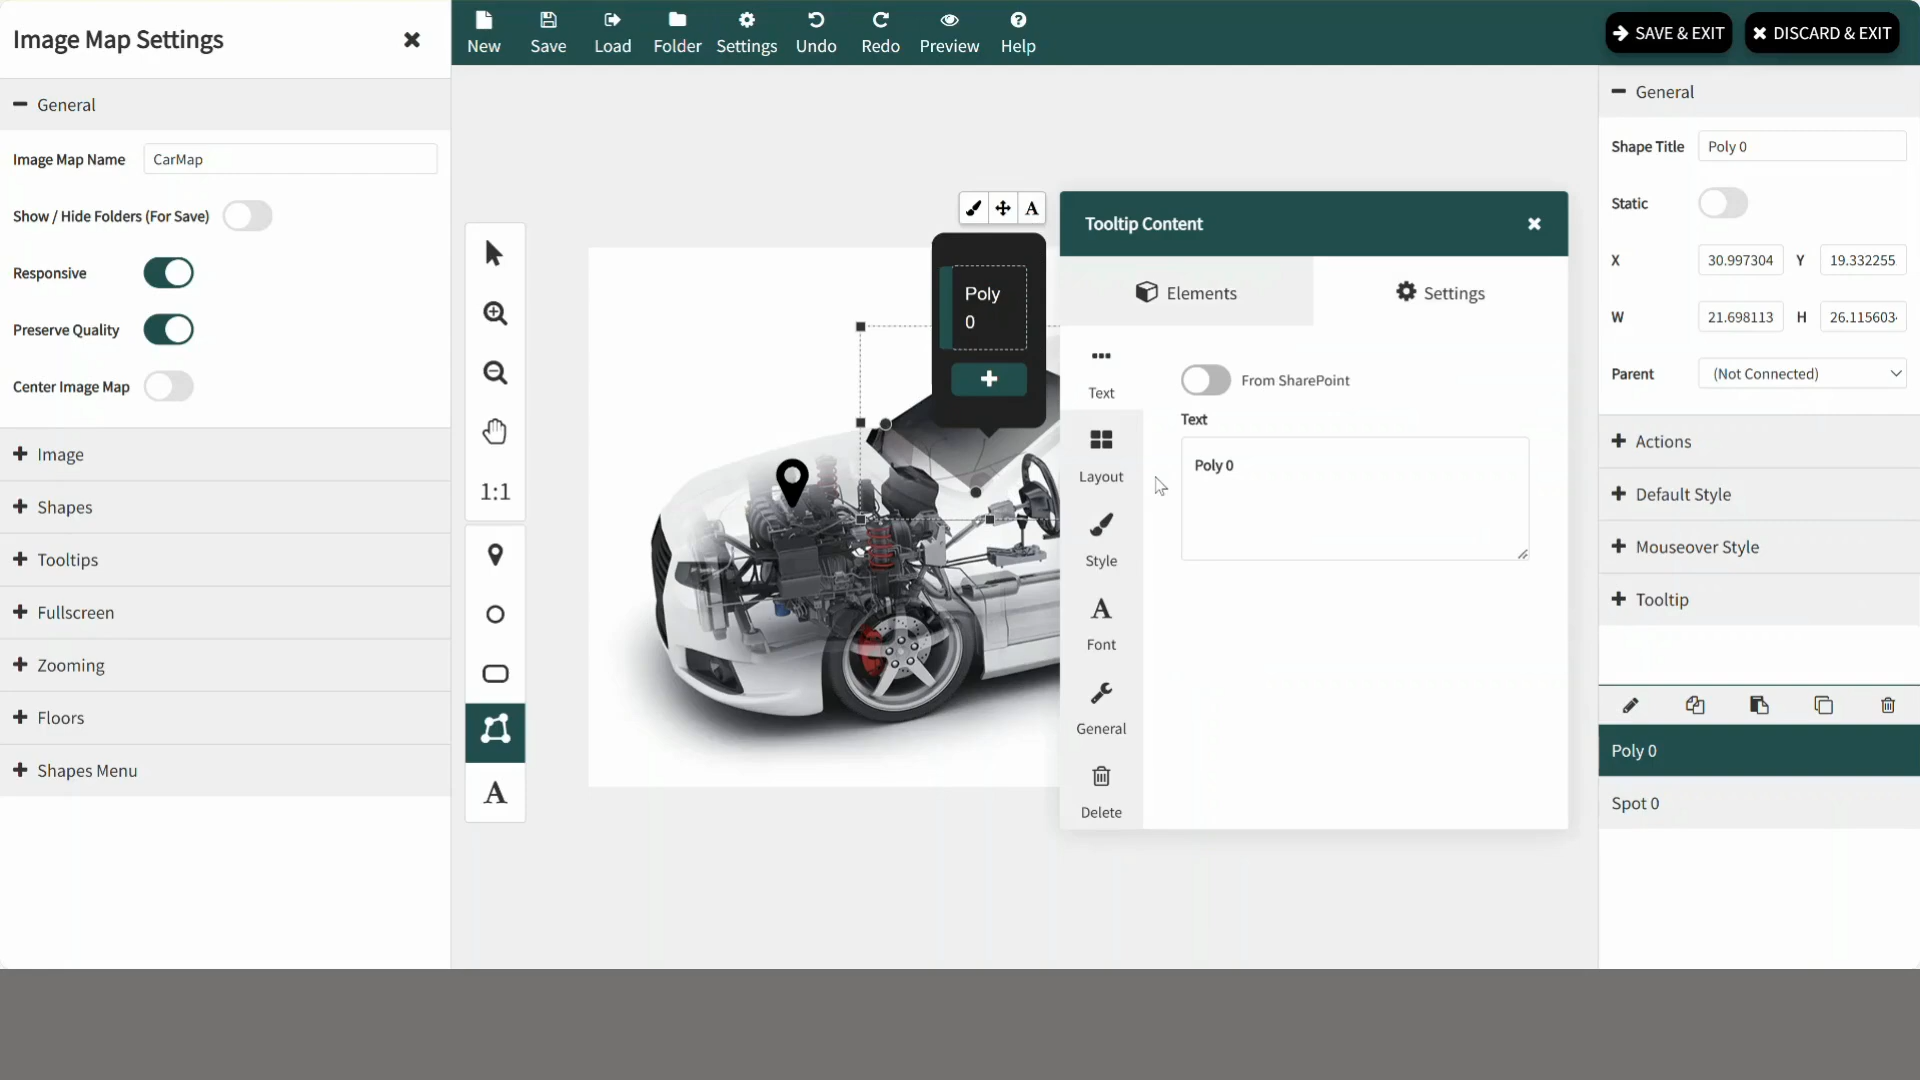 Image Map Settings
General
Image Map Name
CarMap
Show / Hide Folders (For Save)
Responsive
Preserve Quality
Center Image Map
Image
Shapes
Tooltips
Fullscreen
Zooming
Floors
Shapes Menu
New
Save
Load
Folder
Settings
Undo
Redo
Preview
Help
SAVE & EXIT
DISCARD & EXIT
1:1
A
A
Poly
0
Tooltip Content
Elements
Settings
Text
Layout
Style
A
Font
General
Delete
From SharePoint
Text
Poly 0
General
Shape Title
Poly 0
Static
X 30.997304 Y 19.332255
W 21.698113 H 26.115603
Parent
(Not Connected)
Actions
Default Style
Mouseover Style
Tooltip
Poly 0
Spot 0